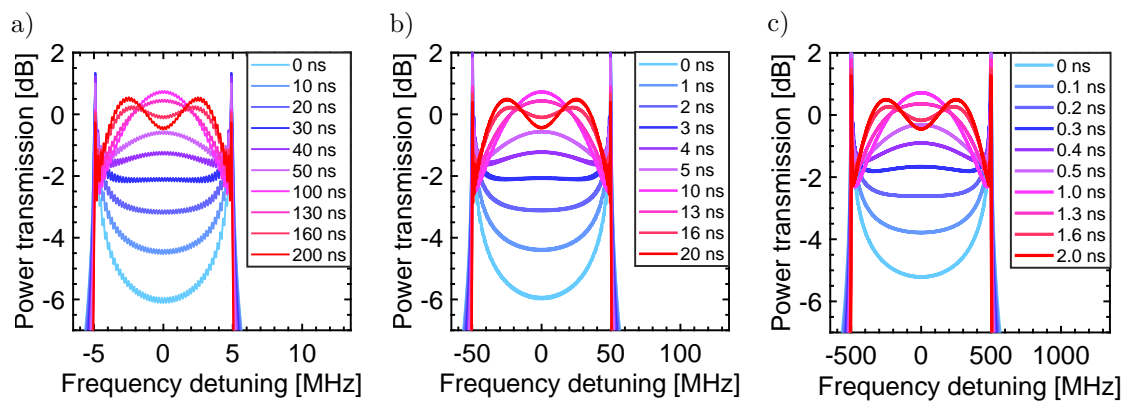 a)
Power transmission [dB]
2
0
-2
-4
-6
-5
0
5
10
Frequency detuning [MHz]
0 ns
10 ns
20 ns
30 ns
40 ns
50 ns
100 ns
130 ns
160 ns
200 ns
b)
Power transmission [dB]
2
0
-2
-4
-6
-50
0
50
100
Frequency detuning [MHz]
0 ns
1 ns
2 ns
3 ns
4 ns
5 ns
10 ns
13 ns
16 ns
20 ns
c)
Power transmission [dB]
2
0
-2
-4
-6
-500
0
500
1000
Frequency detuning [MHz]
0 ns
0.1 ns
0.2 ns
0.3 ns
0.4 ns
0.5 ns
1.0 ns
1.3 ns
1.6 ns
2.0 ns